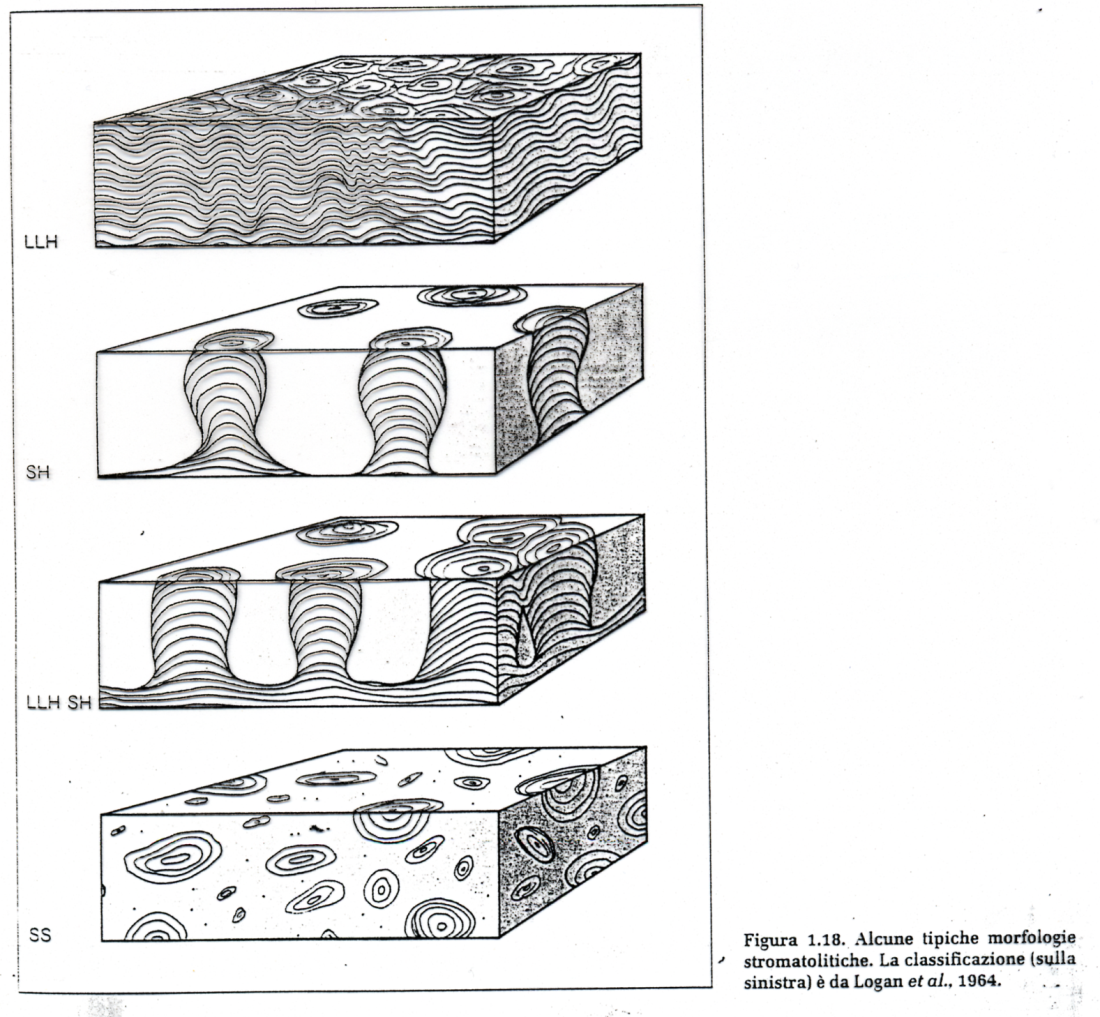 LLH
SH
LLH SH
SS
Figura 1.18. Alcune tipiche morfologie
stromatolitiche. La classificazione (sulla
sinistra) è da Logan et al., 1964.